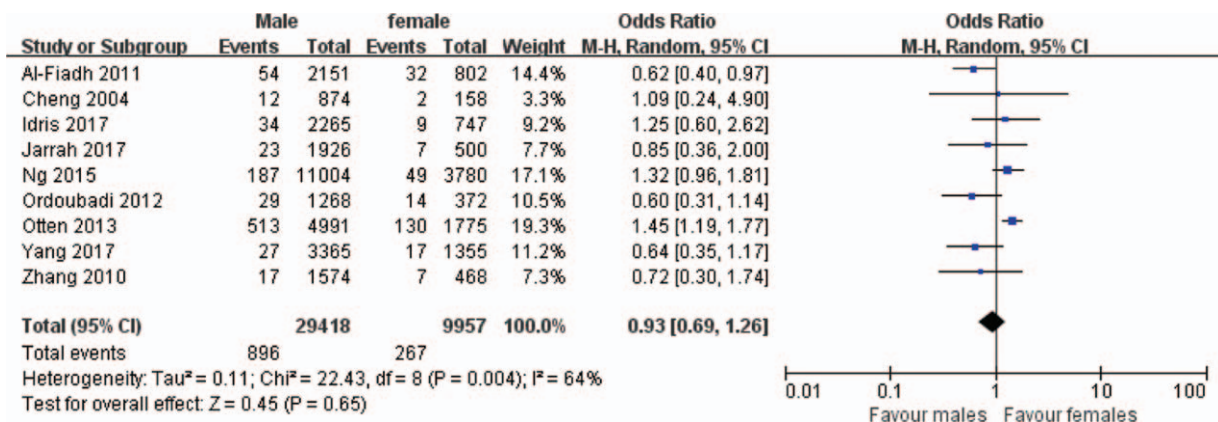 Male female Odds Ratio Odds Ratio
Study or Subgroup Events Total Events Total Weight M-H, Random, 95% CI M-H, Random, 95% CI
Al-Fiadh 2011 54 2151 32 802 14.4% 0.62 [0.40, 0.97]
Cheng 2004 12 874 2 158 3.3% 1.09 [0.24, 4.90]
Idris 2017 34 2265 9 747 9.2% 1.25 [0.60, 2.62]
Jarrah 2017 23 1926 7 500 7.7% 0.85 [0.36, 2.00]
Ng 2015 187 11004 49 3780 17.1% 1.32 [0.96, 1.81]
Ordoubadi 2012 29 1268 14 372 10.5% 0.60 [0.31, 1.14]
Otten 2013 513 4991 130 1775 19.3% 1.45 [1.19, 1.77]
Yang 2017 27 3365 17 1355 11.2% 0.64 [0.35, 1.17]
Zhang 2010 17 1574 7 468 7.3% 0.72 [0.30, 1.74]
Total (95% CI) 29418 9957 100.0% 0.93 [0.69, 1.26]
Total events 896 267
Heterogeneity: Tau² = 0.11; Chi² = 22.43, df = 8 (P = 0.004); I² = 64%
Test for overall effect: Z = 0.45 (P = 0.65)
0.01 0.1 1 10 100
Favour males Favour females